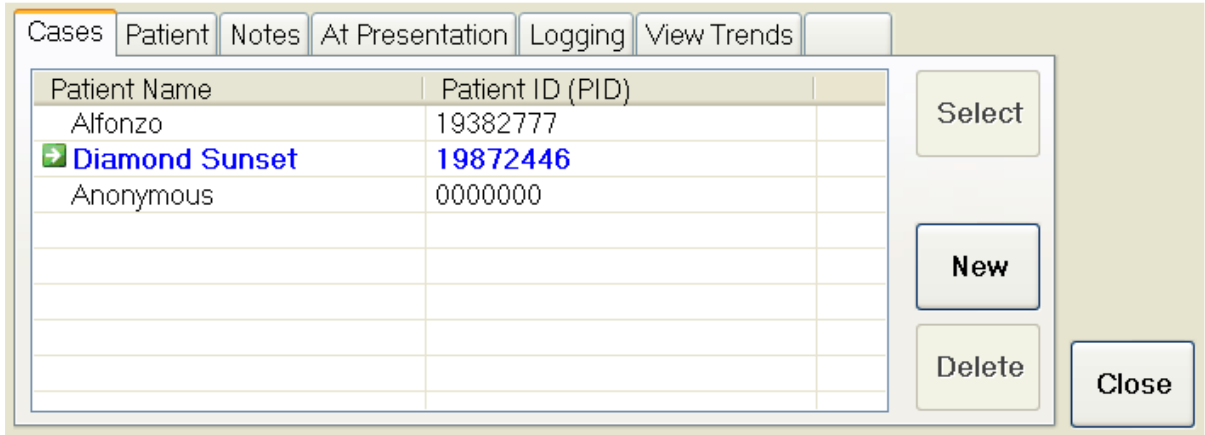 Cases Patient Notes At Presentation Logging View Trends
Patient Name Patient ID (PID)
Alfonzo 19382777
Diamond Sunset 19872446
Anonymous 0000000
Select
New
Delete
Close